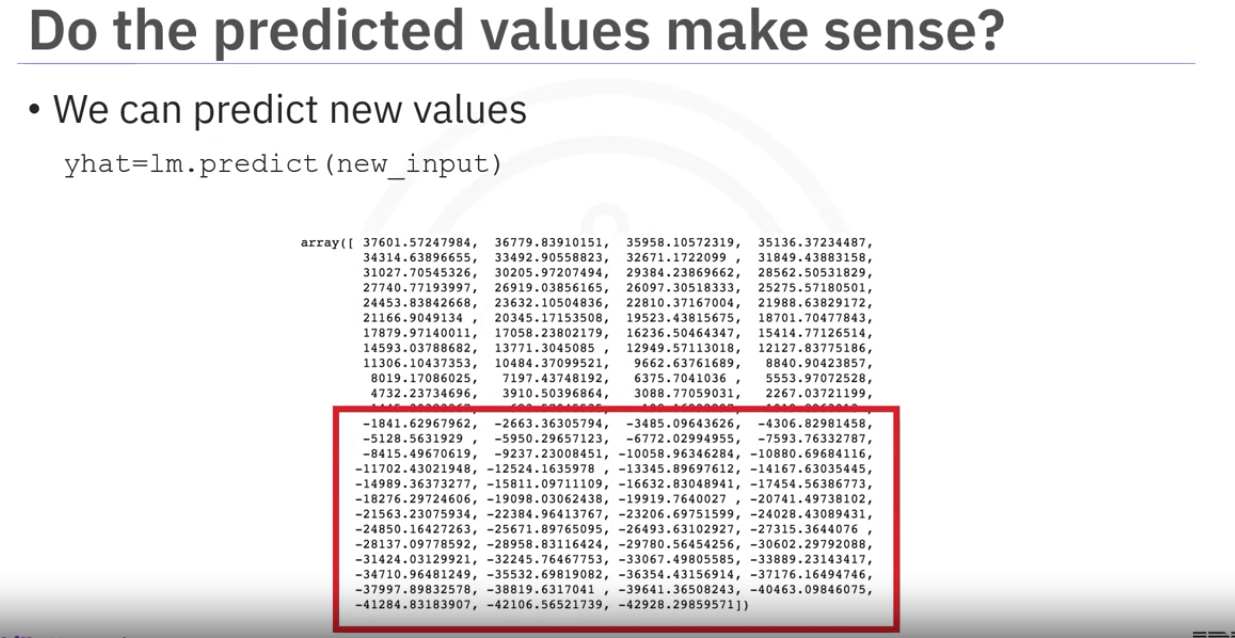 Do the predicted values make sense?
• We can predict new values
yhat=lm.predict(new_input)
array([ 37601.57247984, 36779.83910151, 35958.10572319, 35136.37234487,
34314.63896655, 33492.90558823, 32671.1722099 , 31849.43883158,
31027.70545326, 30205.97207494, 29384.23869662, 28562.50531829,
27740.77193997, 26919.03856165, 26097.30518333, 25275.57180501,
24453.83842668, 23632.10504836, 22810.37167004, 21988.63829172,
21166.9049134 , 20345.17153508, 19523.43815675, 18701.70477843,
17879.97140011, 17058.23802179, 16236.50464347, 15414.77126514,
14593.03788682, 13771.3045085 , 12949.57113018, 12127.83775186,
11306.10437353, 10484.37099521, 9662.63761689, 8840.90423857,
8019.17086025, 7197.43748192, 6375.7041036 , 5553.97072528,
4732.23734696, 3910.50396864, 3088.77059031, 2267.03721199,
-1841.62967962, -2663.36305794, -3485.09643626, -4306.82981458,
-5128.5631929 , -5950.29657123, -6772.02994955, -7593.76332787,
-8415.49670619, -9237.23008451, -10058.96346284, -10880.69684116,
-11702.43021948, -12524.1635978 , -13345.89697612, -14167.63035445,
-14989.36373277, -15811.09711109, -16632.83048941, -17454.56386773,
-18276.29724606, -19098.03062438, -19919.7640027 , -20741.49738102,
-21563.23075934, -22384.96413767, -23206.69751599, -24028.43089431,
-24850.16427263, -25671.89765095, -26493.63102927, -27315.3644076 ,
-28137.09778592, -28958.83116424, -29780.56454256, -30602.29792088,
-31424.03129921, -32245.76467753, -33067.49805585, -33889.23143417,
-34710.96481249, -35532.69819082, -36354.43156914, -37176.16494746,
-37997.89832578, -38819.6317041 , -39641.36508243, -40463.09846075,
-41284.83183907, -42106.56521739, -42928.29859571])